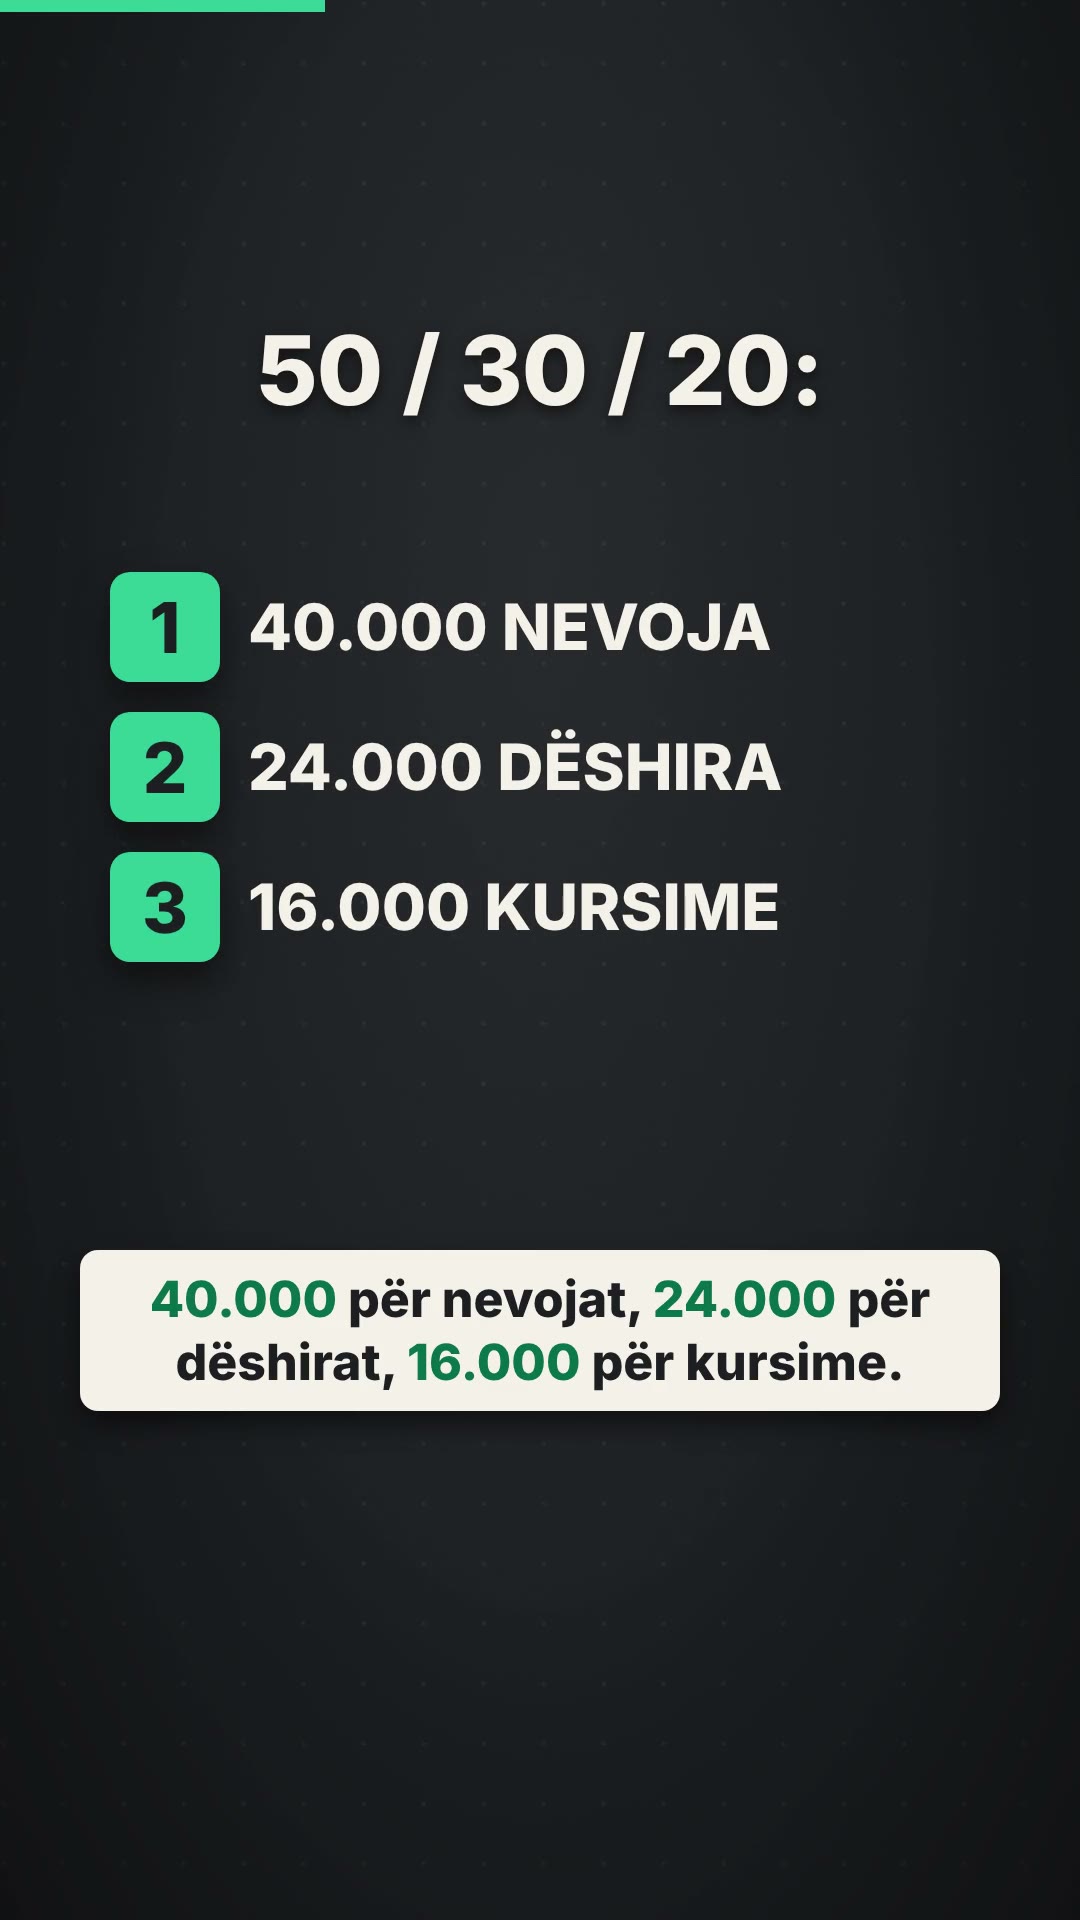 50 / 30 / 20:
1 40.000 NEVOJA
2 24.000 DËSHIRA
3 16.000 KURSIME
40.000 për nevojat, 24.000 për
dëshirat, 16.000 për kursime.